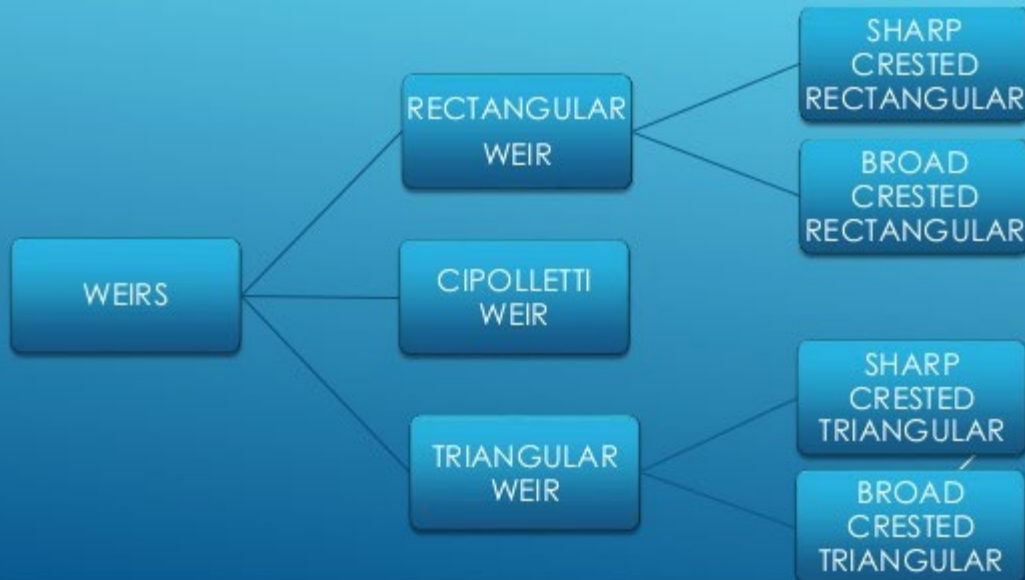 WEIRS
RECTANGULAR
WEIR
CIPOLLETTI
WEIR
TRIANGULAR
WEIR
SHARP
CRESTED
RECTANGULAR
BROAD
CRESTED
RECTANGULAR
SHARP
CRESTED
TRIANGULAR
BROAD
CRESTED
TRIANGULAR